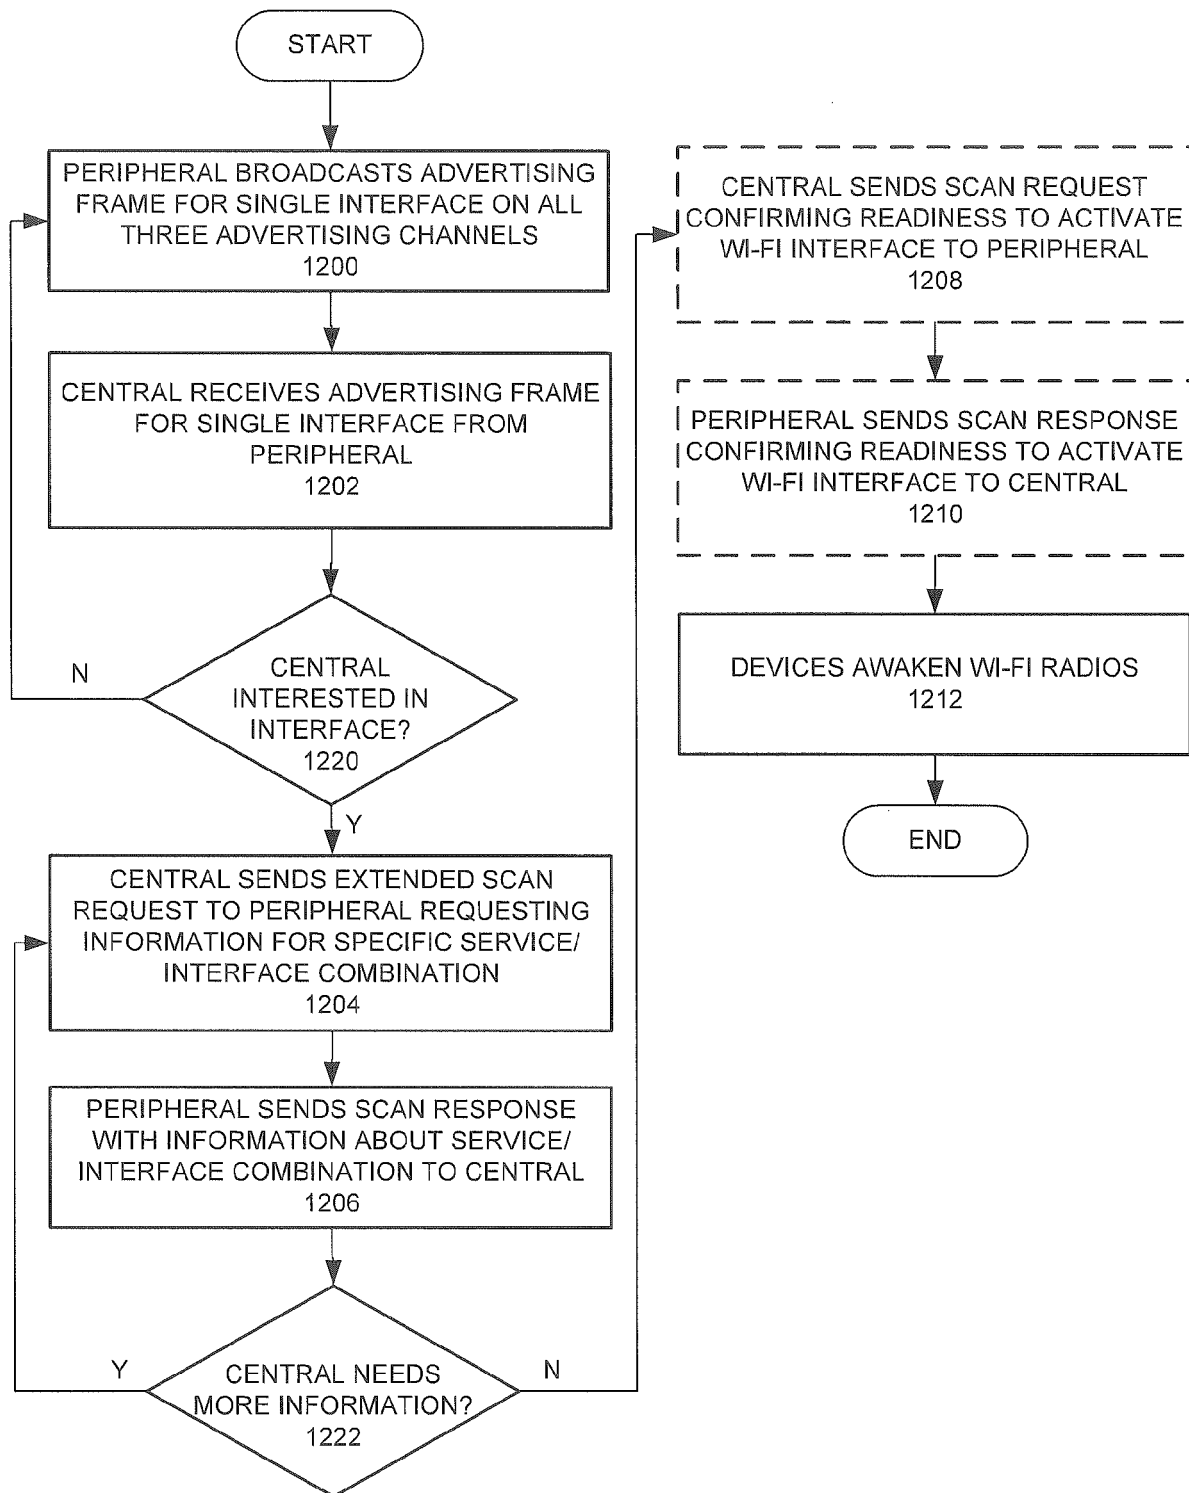 START
PERIPHERAL BROADCASTS ADVERTISING
FRAME FOR SINGLE INTERFACE ON ALL
THREE ADVERTISING CHANNELS
1200
CENTRAL RECEIVES ADVERTISING FRAME
FOR SINGLE INTERFACE FROM
PERIPHERAL
1202
N
CENTRAL
INTERESTED IN
INTERFACE?
1220
Y
CENTRAL SENDS EXTENDED SCAN
REQUEST TO PERIPHERAL REQUESTING
INFORMATION FOR SPECIFIC SERVICE/
INTERFACE COMBINATION
1204
PERIPHERAL SENDS SCAN RESPONSE
WITH INFORMATION ABOUT SERVICE/
INTERFACE COMBINATION TO CENTRAL
1206
Y
CENTRAL NEEDS
MORE INFORMATION?
1222
N
CENTRAL SENDS SCAN REQUEST
CONFIRMING READINESS TO ACTIVATE
WI-FI INTERFACE TO PERIPHERAL
1208
PERIPHERAL SENDS SCAN RESPONSE
CONFIRMING READINESS TO ACTIVATE
WI-FI INTERFACE TO CENTRAL
1210
DEVICES AWAKEN WI-FI RADIOS
1212
END